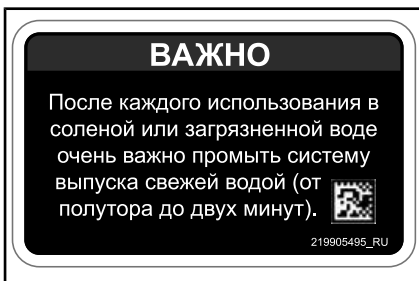 ВАЖНО
После каждого использования в
соленой или загрязненной воде
очень важно промыть систему
выпуска свежей водой (от
полутора до двух минут).
219905495_RU